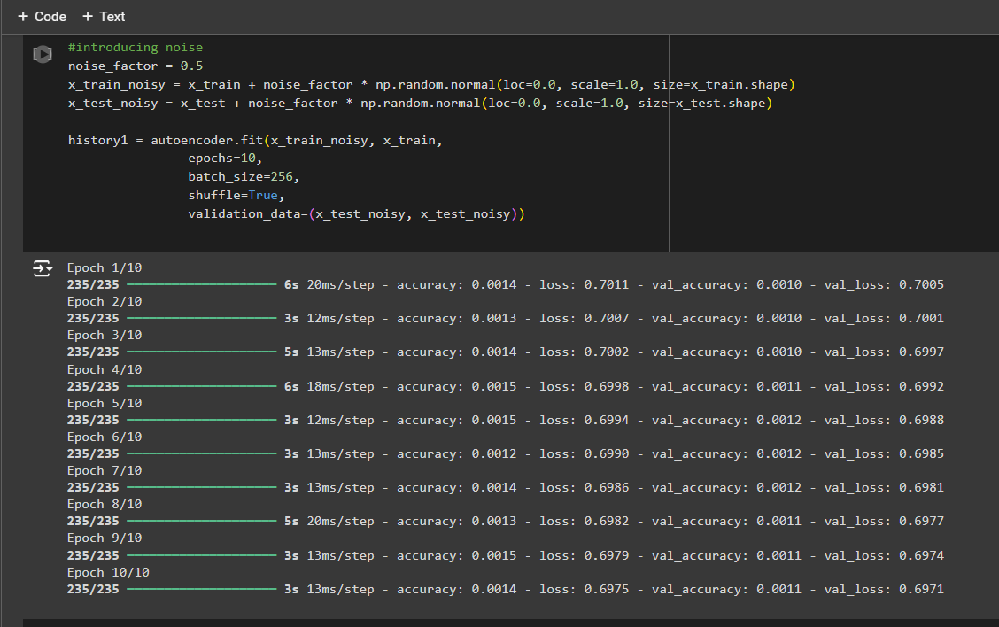 + Code + Text
#introducing noise
noise_factor = 0.5
x_train_noisy = x_train + noise_factor * np.random.normal(loc=0.0, scale=1.0, size=x_train.shape)
x_test_noisy = x_test + noise_factor * np.random.normal(loc=0.0, scale=1.0, size=x_test.shape)
history1 = autoencoder.fit(x_train_noisy, x_train,
epochs=10,
batch_size=256,
shuffle=True,
validation_data=(x_test_noisy, x_test_noisy))
Epoch 1/10
235/235 6s 20ms/step - accuracy: 0.0014 - loss: 0.7011 - val_accuracy: 0.0010 - val_loss: 0.7005
Epoch 2/10
235/235 3s 12ms/step - accuracy: 0.0013 - loss: 0.7007 - val_accuracy: 0.0010 - val_loss: 0.7001
Epoch 3/10
235/235 5s 13ms/step - accuracy: 0.0014 - loss: 0.7002 - val_accuracy: 0.0010 - val_loss: 0.6997
Epoch 4/10
235/235 6s 18ms/step - accuracy: 0.0015 - loss: 0.6998 - val_accuracy: 0.0011 - val_loss: 0.6992
Epoch 5/10
235/235 3s 12ms/step - accuracy: 0.0015 - loss: 0.6994 - val_accuracy: 0.0012 - val_loss: 0.6988
Epoch 6/10
235/235 3s 13ms/step - accuracy: 0.0012 - loss: 0.6990 - val_accuracy: 0.0012 - val_loss: 0.6985
Epoch 7/10
235/235 3s 13ms/step - accuracy: 0.0014 - loss: 0.6986 - val_accuracy: 0.0012 - val_loss: 0.6981
Epoch 8/10
235/235 5s 20ms/step - accuracy: 0.0013 - loss: 0.6982 - val_accuracy: 0.0011 - val_loss: 0.6977
Epoch 9/10
235/235 3s 13ms/step - accuracy: 0.0015 - loss: 0.6979 - val_accuracy: 0.0011 - val_loss: 0.6974
Epoch 10/10
235/235 3s 13ms/step - accuracy: 0.0014 - loss: 0.6975 - val_accuracy: 0.0011 - val_loss: 0.6971